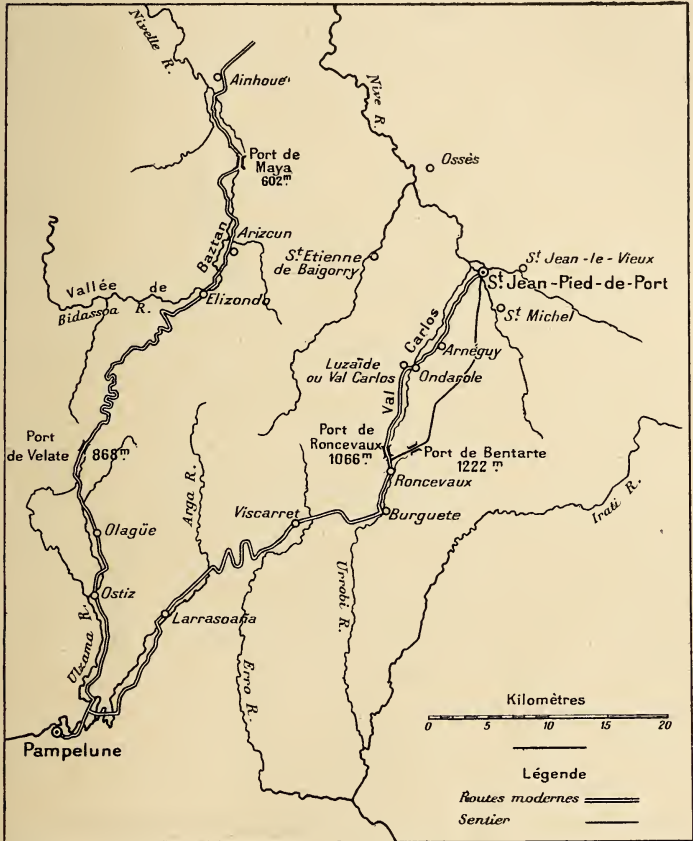 Nivelle R.
Ainhoue
Nive R.
Ossès
Port de
Maya
602m.
Arizcun
Baztan
St Etienne
de Baigorry
St Jean-le-Vieux
St Jean-Pied-de-Port
Vallée de
Bidassoa R.
Elizondo
St Michel
Carlos
Arnéguy
Luzaïde
ou Val Carlos
Ondarole
Val
Port
de Velate
868m
Port de
Roncevaux
1066m
Port de Bentarte
1222 m
Roncevaux
Arga R.
Irati R.
Viscarret
Burguete
Olagüe
Urrobi R.
Ostiz
Larrasoaña
Ulzama R.
Erro R.
Pampelune
Kilomètres
0 5 10 15 20
Légende
Routes modernes
Sentier